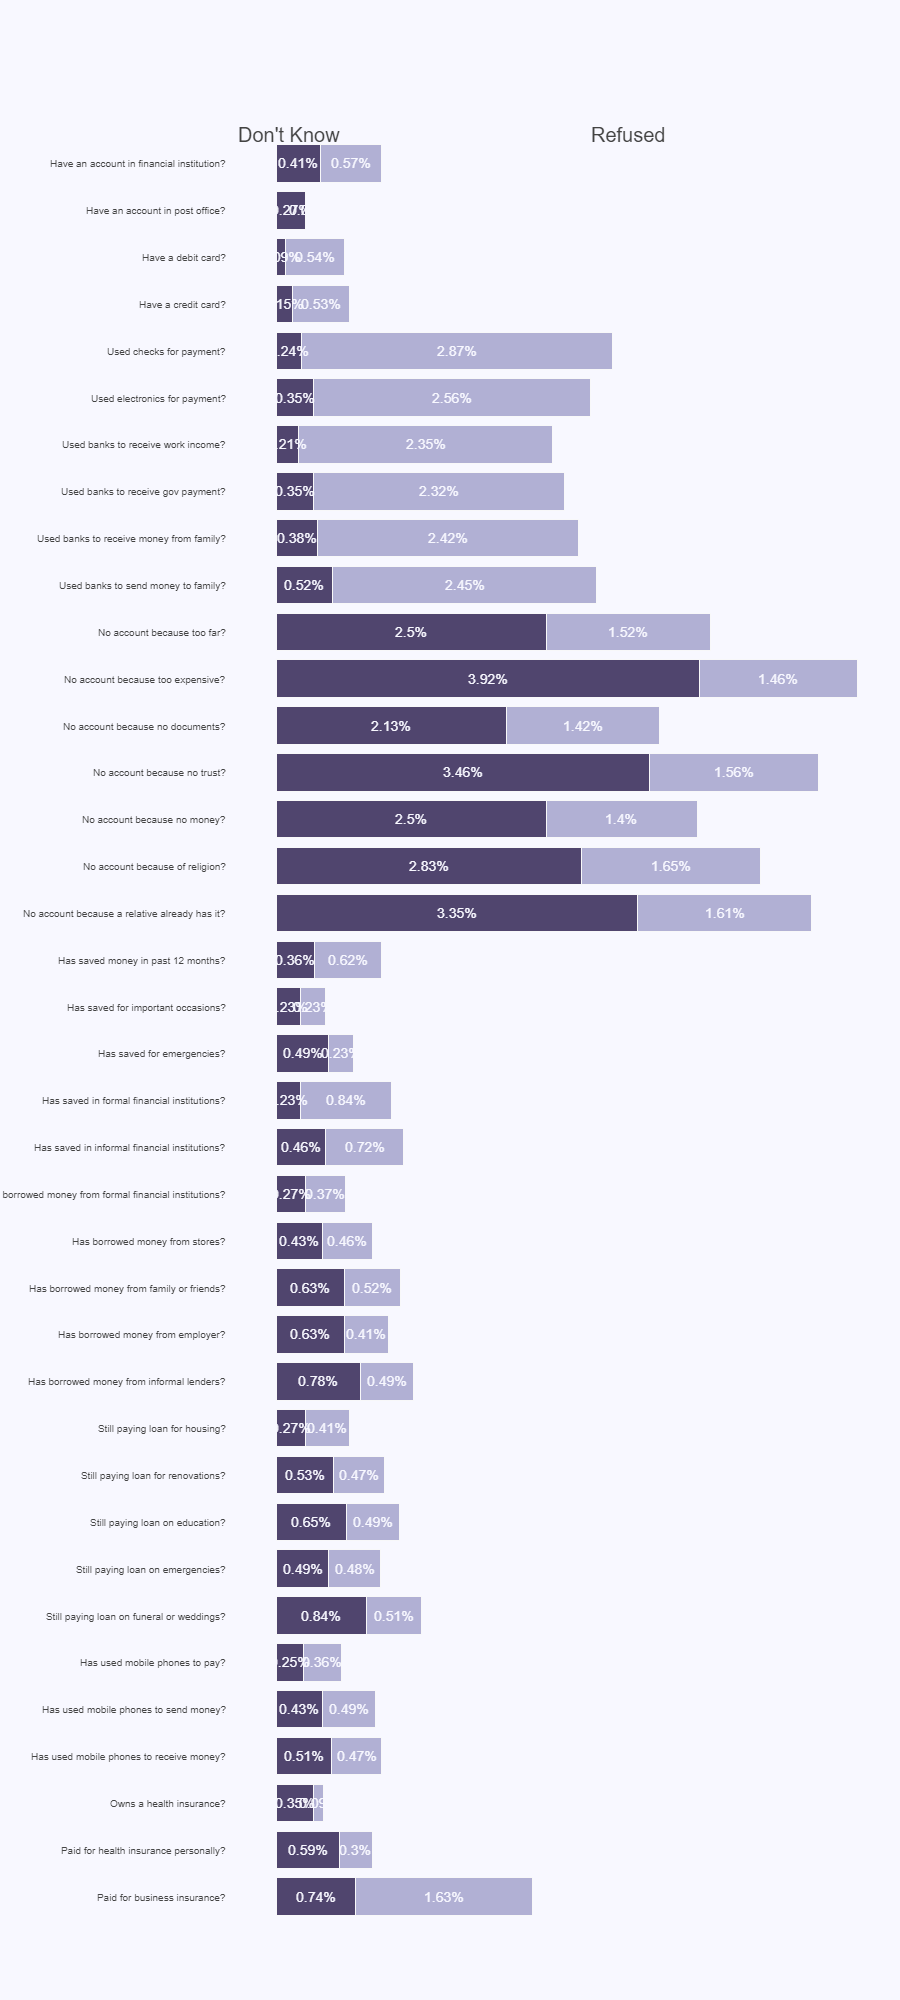 Don't Know Refused
Have an account in financial institution? 0.41% 0.57%
Have an account in post office?
Have a debit card? 0.54%
Have a credit card? 15% 0.53%
Used checks for payment? .24% 2.87%
Used electronics for payment? 0.35% 2.56%
Used banks to receive work income? .21% 2.35%
Used banks to receive gov payment? 0.35% 2.32%
Used banks to receive money from family? 0.38% 2.42%
Used banks to send money to family? 0.52% 2.45%
No account because too far? 2.5% 1.52%
No account because too expensive? 3.92% 1.46%
No account because no documents? 2.13% 1.42%
No account because no trust? 3.46% 1.56%
No account because no money? 2.5% 1.4%
No account because of religion? 2.83% 1.65%
No account because a relative already has it? 3.35% 1.61%
Has saved money in past 12 months? 0.36% 0.62%
Has saved for important occasions? .23% 0.23%
Has saved for emergencies? 0.49% 0.23%
Has saved in formal financial institutions? .23% 0.84%
Has saved in informal financial institutions? 0.46% 0.72%
borrowed money from formal financial institutions? 0.27% 0.37%
Has borrowed money from stores? 0.43% 0.46%
Has borrowed money from family or friends? 0.63% 0.52%
Has borrowed money from employer? 0.63% 0.41%
Has borrowed money from informal lenders? 0.78% 0.49%
Still paying loan for housing? 0.27% 0.41%
Still paying loan for renovations? 0.53% 0.47%
Still paying loan on education? 0.65% 0.49%
Still paying loan on emergencies? 0.49% 0.48%
Still paying loan on funeral or weddings? 0.84% 0.51%
Has used mobile phones to pay? 0.25% 0.36%
Has used mobile phones to send money? 0.43% 0.49%
Has used mobile phones to receive money? 0.51% 0.47%
Owns a health insurance? 0.35%
Paid for health insurance personally? 0.59% 0.3%
Paid for business insurance? 0.74% 1.63%